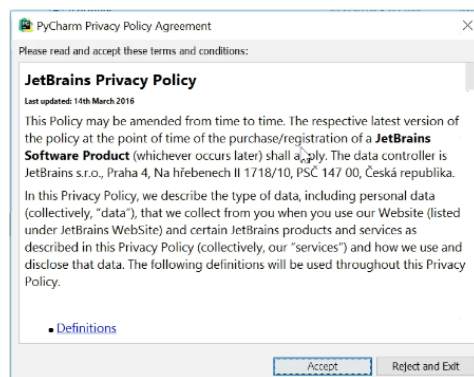 PyCharm Privacy Policy Agreement
Please read and accept these terms and conditions:
JetBrains Privacy Policy
Last updated: 14th March 2016
This Policy may be amended from time to time. The respective latest version of
the policy at the point of time of the purchase/registration of a JetBrains
Software Product (whichever occurs later) shall apply. The data controller is
JetBrains s.r.o., Praha 4, Na hřebenech II 1718/10, PSČ 147 00, Česká republika.
In this Privacy Policy, we describe the type of data, including personal data
(collectively, “data”), that we collect from you when you use our Website (listed
under JetBrains WebSite) and certain JetBrains products and services as
described in this Privacy Policy (collectively, our “services”) and how we use and
disclose that data. The following definitions will be used throughout this Privacy
Policy.
• Definitions
Accept Reject and Exit